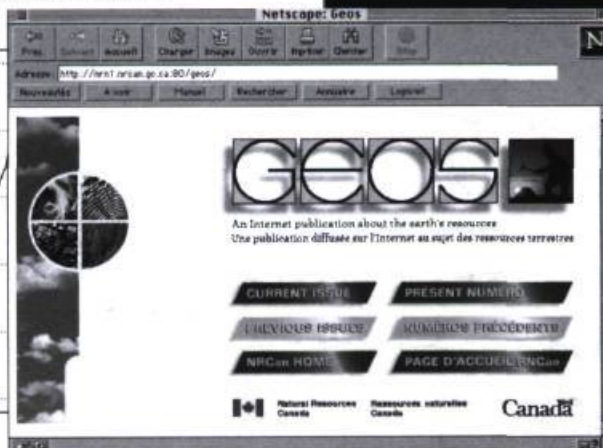 Netscape: Geos
N
Préc. Suivant Accueil Charger Images Ouvrir Imprimer Chercher Stop
Adresse: http://nrn1.nrcan.gc.ca:80/geos/
Nouveautés A voir Manuel Rechercher Annuaire Logiciel
GEOS
An Internet publication about the earth's resources
Une publication diffusée sur l'Internet au sujet des ressources terrestres
CURRENT ISSUE PRÉSENT NUMÉRO
PREVIOUS ISSUES NUMÉROS PRÉCÉDENTS
NRCan HOME PAGE D'ACCUEIL RNCan
Natural Resources Ressources naturelles
Canada Canada
Canada